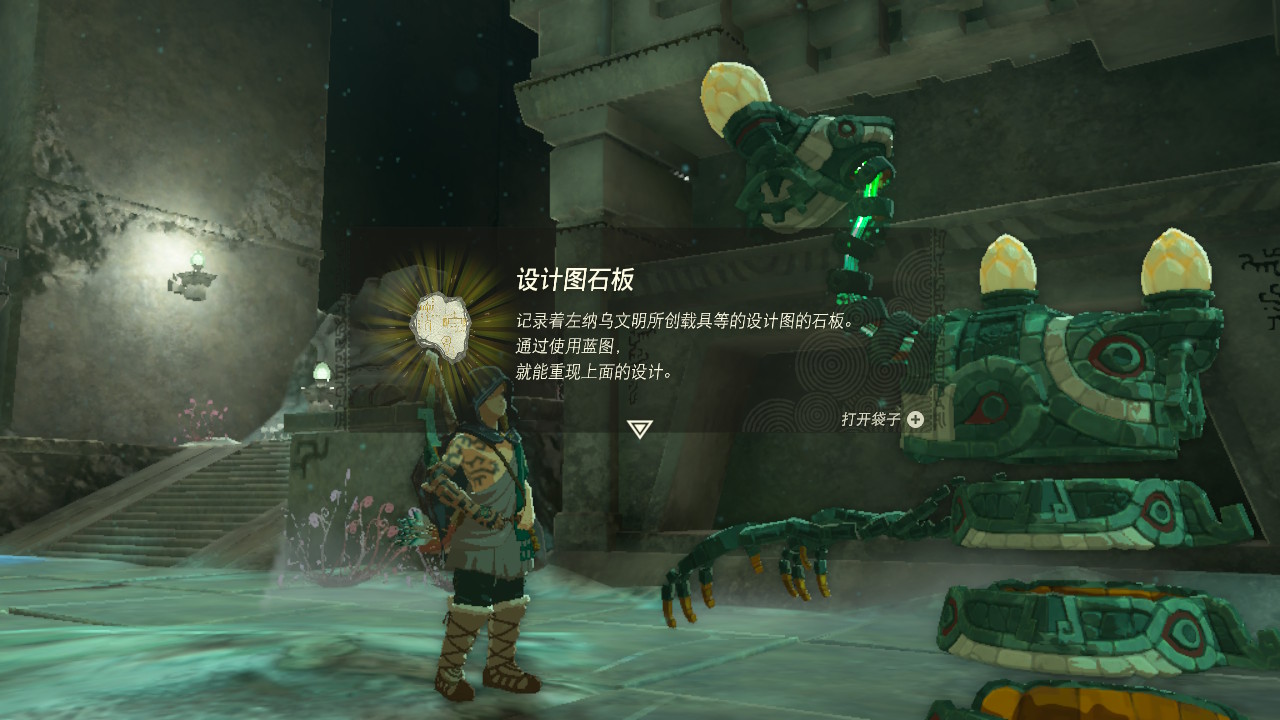 设计图石板
记录着左纳乌文明所创载具等的设计图的石板。
通过使用蓝图，
就能重现上面的设计。
打开袋子